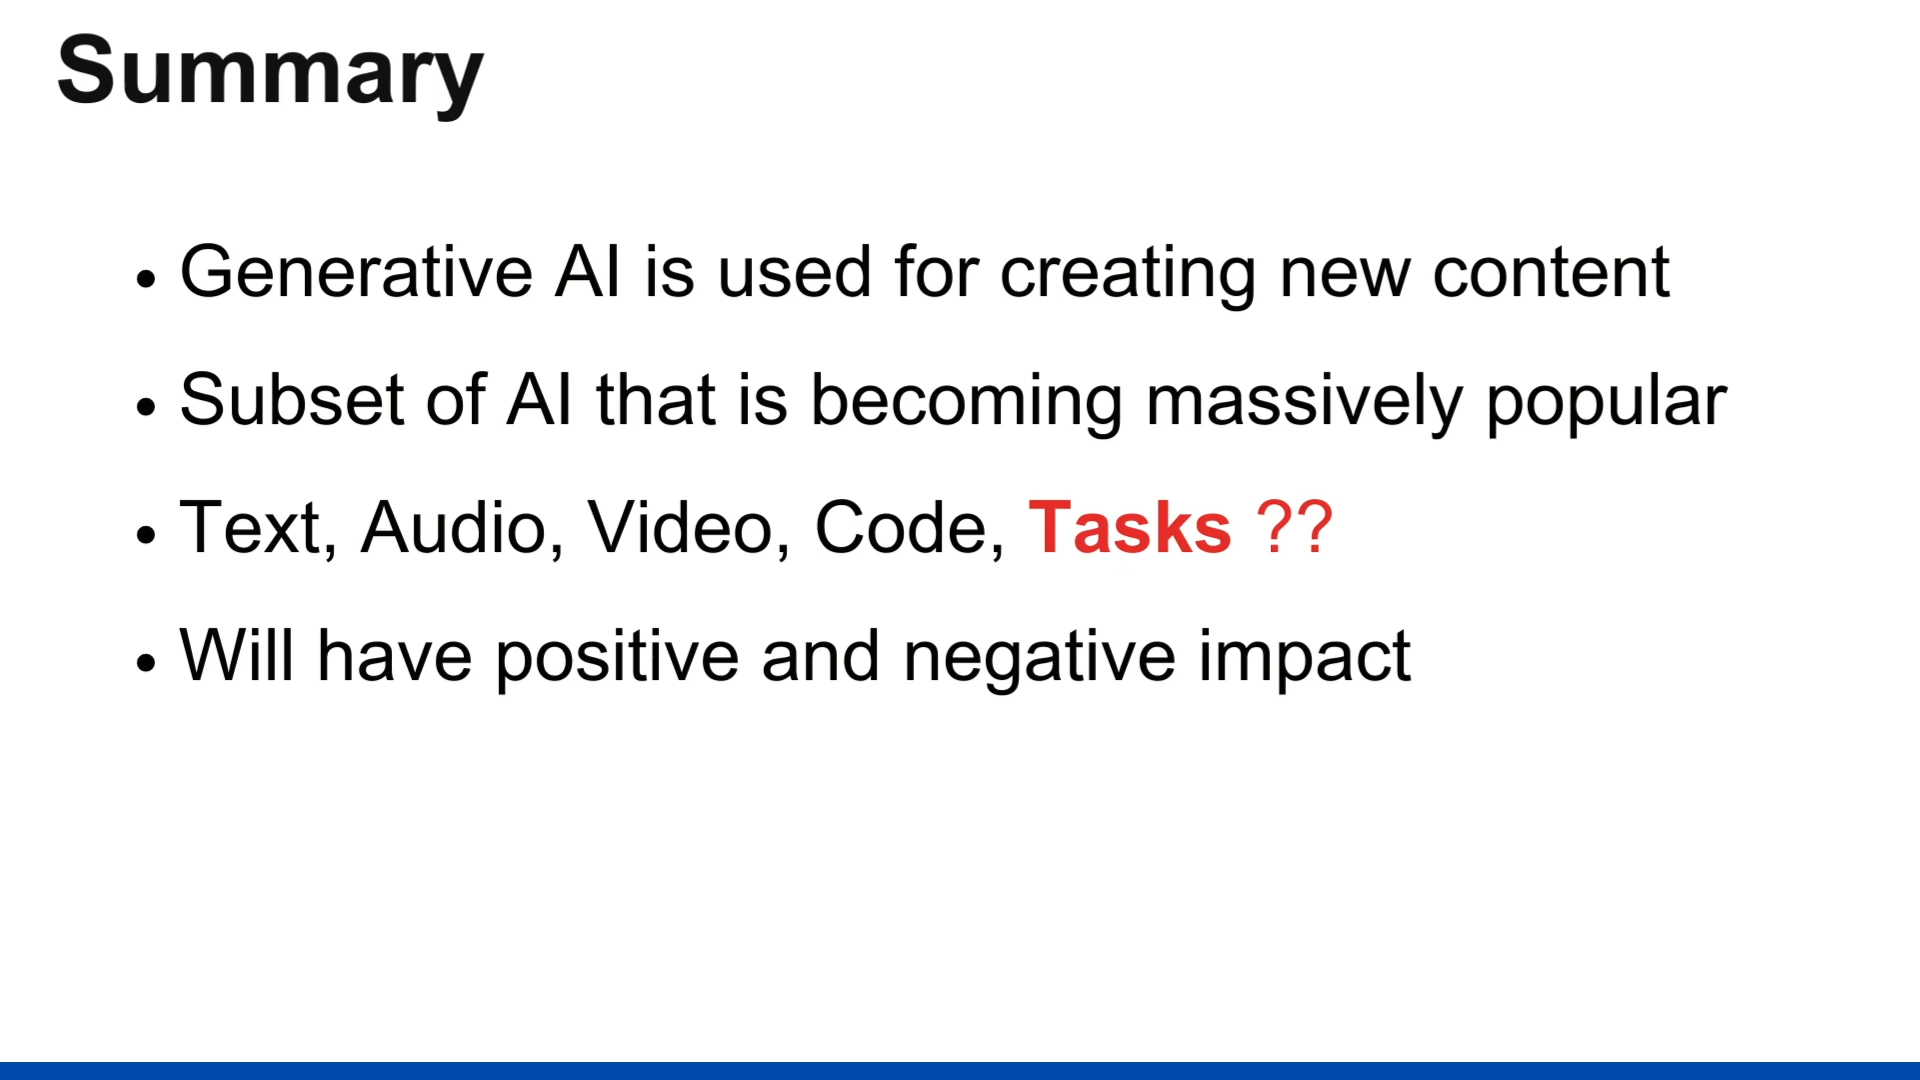 Summary
• Generative AI is used for creating new content
• Subset of AI that is becoming massively popular
• Text, Audio, Video, Code, Tasks ??
• Will have positive and negative impact